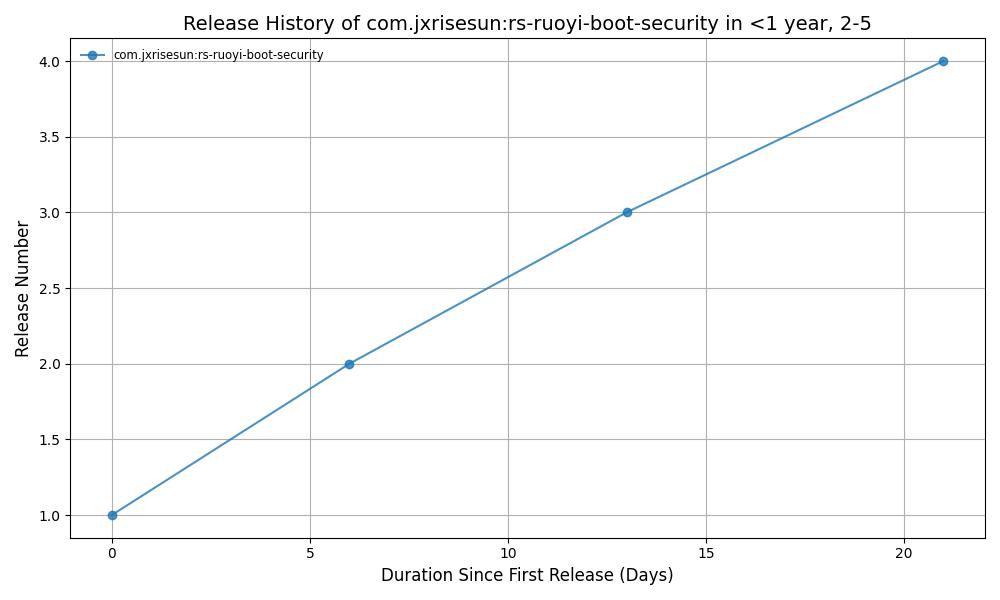 Release History of com.jxrisesun:rs-ruoyi-boot-security in <1 year, 2-5
com.jxrisesun:rs-ruoyi-boot-security
4.0
3.5
3.0
2.5
2.0
1.5
1.0
Release Number
0 5 10 15 20
Duration Since First Release (Days)